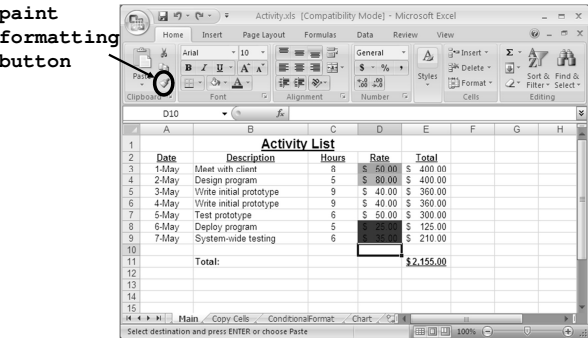 paint
formatting
button
Activity.xls [Compatibility Mode] - Microsoft Excel
Home Insert Page Layout Formulas Data Review View
Arial 10 General Insert
Paste B I U A A $ % , Styles Delete Sort & Find &
Format Filter Select
Clipboard Font Alignment Number Cells Editing
D10 fx
A B C D E F G H
1 Activity List
2 Date Description Hours Rate Total
3 1-May Meet with client 8 $ 50.00 $ 400.00
4 2-May Design program 5 $ 80.00 $ 400.00
5 3-May Write initial prototype 9 $ 40.00 $ 360.00
6 4-May Write initial prototype 9 $ 40.00 $ 360.00
7 5-May Test prototype 6 $ 50.00 $ 300.00
8 6-May Deploy program 5 $ 25.00 $ 125.00
9 7-May System-wide testing 6 $ 35.00 $ 210.00
10
11 Total: $2,155.00
12
13
14
15
Main Copy Cells ConditionalFormat Chart
Select destination and press ENTER or choose Paste 100%